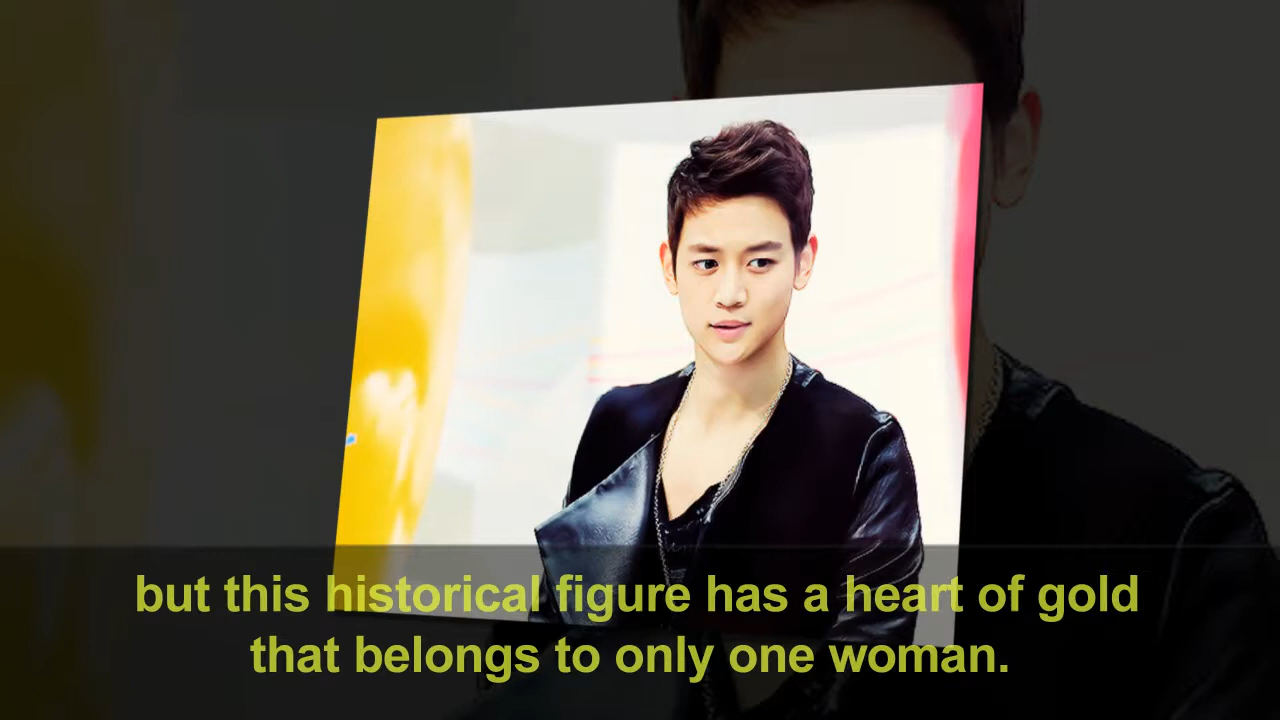 but this historical figure has a heart of gold
that belongs to only one woman.